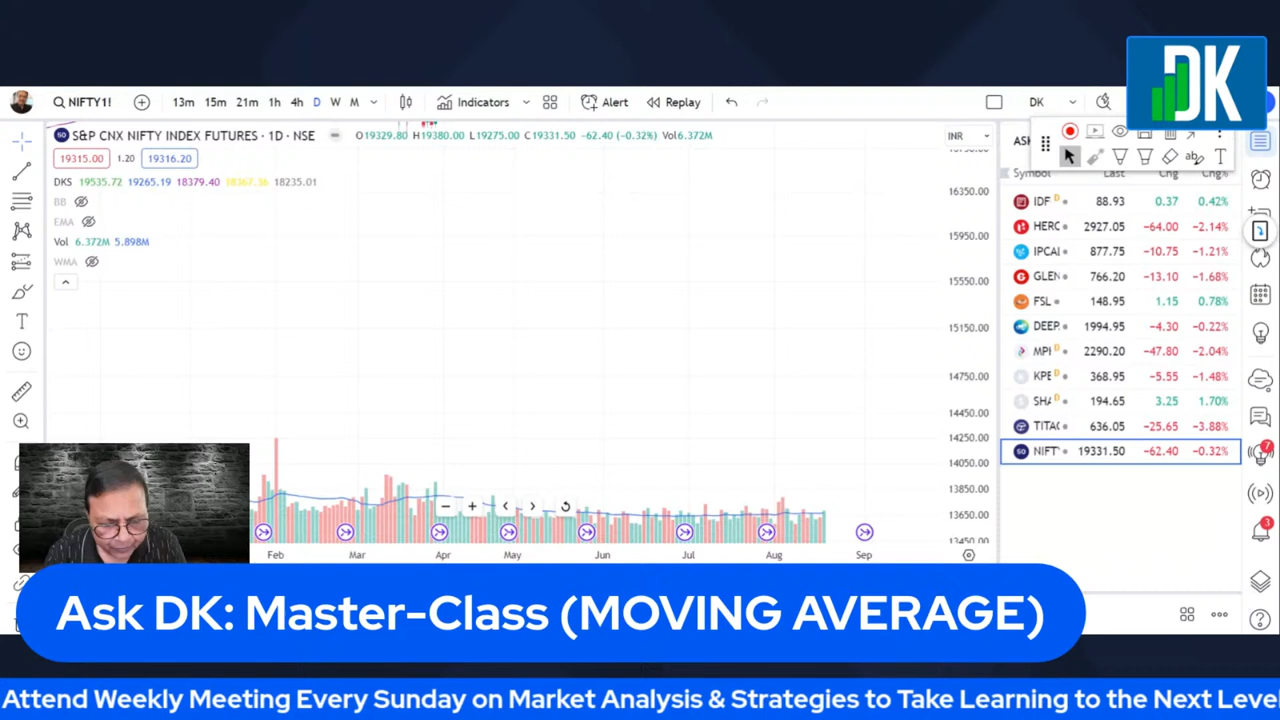 DK
NIFTY1!
13m 15m 21m 1h 4h D W M
Indicators
Alert
Replay
DK
S&P CNX NIFTY INDEX FUTURES · 1D · NSE
O19329.80 H19380.00 L19275.00 C19331.50 −62.40 (−0.32%) Vol6.372M
INR
19315.00 1.20 19316.20
DKS 19535.72 19265.19 18379.40 18367.36 18235.01
BB
EMA
Vol 6.372M 5.898M
WMA
16350.00
15950.00
15550.00
15150.00
14750.00
14450.00
14250.00
14050.00
13850.00
13650.00
13450.00
Feb Mar Apr May Jun Jul Aug Sep
Symbol Last Chg Chg%
IDF D 88.93 0.37 0.42%
HERC 2927.05 −64.00 −2.14%
IPCAI 877.75 −10.75 −1.21%
GLEN 766.20 −13.10 −1.68%
FSL 148.95 1.15 0.78%
DEEP 1994.95 −4.30 −0.22%
MPI D 2290.20 −47.80 −2.04%
KPE D 368.95 −5.55 −1.48%
SHA D 194.65 3.25 1.70%
TITAG 636.05 −25.65 −3.88%
NIFT 19331.50 −62.40 −0.32%
7
3
Ask DK: Master-Class (MOVING AVERAGE)
Attend Weekly Meeting Every Sunday on Market Analysis & Strategies to Take Learning to the Next Level